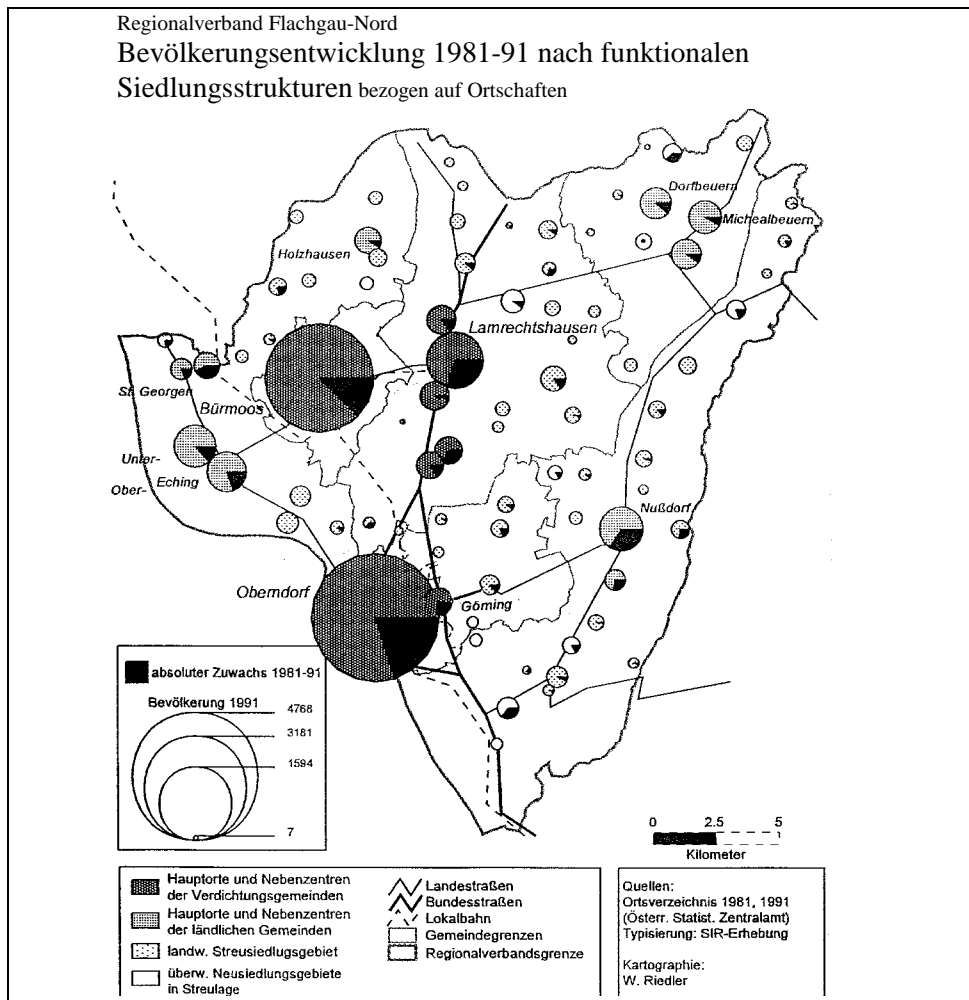 Regionalverband Flachgau-Nord
Bevölkerungsentwicklung 1981-91 nach funktionalen
Siedlungsstrukturen bezogen auf Ortschaften
Dorfbeuern
Michealbeuern
Holzhausen
Lamrechtshausen
St. Georgen
Bürmoos
Unter-
Ober-
Eching
Nußdorf
Oberndorf
Göming
absoluter Zuwachs 1981-91
Bevölkerung 1991
4768
3181
1594
7
0 2.5 5
Kilometer
Hauptorte und Nebenzentren
der Verdichtungsgemeinden
Hauptorte und Nebenzentren
der ländlichen Gemeinden
landw. Streusiedlugsgebiet
überw. Neusiedlungsgebiete
in Streulage
Landestraßen
Bundesstraßen
Lokalbahn
Gemeindegrenzen
Regionalverbandsgrenze
Quellen:
Ortsverzeichnis 1981, 1991
(Österr. Statist. Zentralamt)
Typisierung: SIR-Erhebung
Kartographie:
W. Riedler